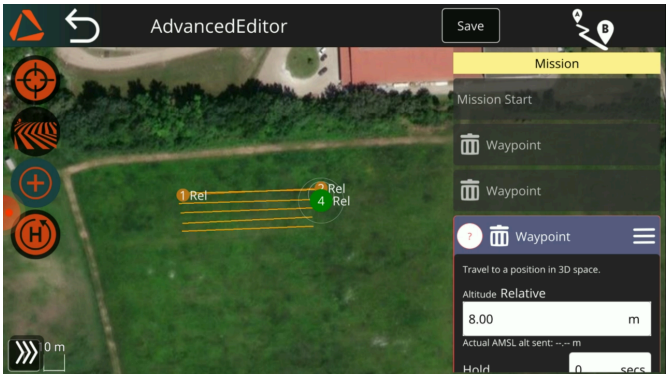 AdvancedEditor
Save
A
B
Mission
Mission Start
Waypoint
Waypoint
? Waypoint
Travel to a position in 3D space.
Altitude Relative
8.00 m
Actual AMSL alt sent: --.-- m
Hold 0 secs
1 Rel
2 Rel
4 Rel
H
0 m